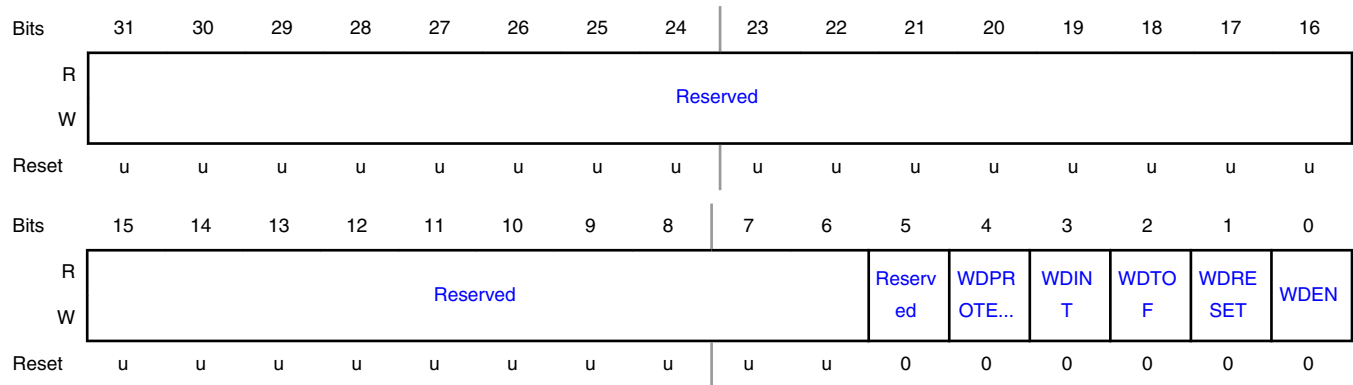 Bits 31 30 29 28 27 26 25 24 23 22 21 20 19 18 17 16
R
Reserved
W
Reset u u u u u u u u u u u u u u u u
Bits 15 14 13 12 11 10 9 8 7 6 5 4 3 2 1 0
R Reserv WDPR WDIN WDTO WDRE
Reserved WDEN
W ed OTE... T F SET
Reset u u u u u u u u u u 0 0 0 0 0 0